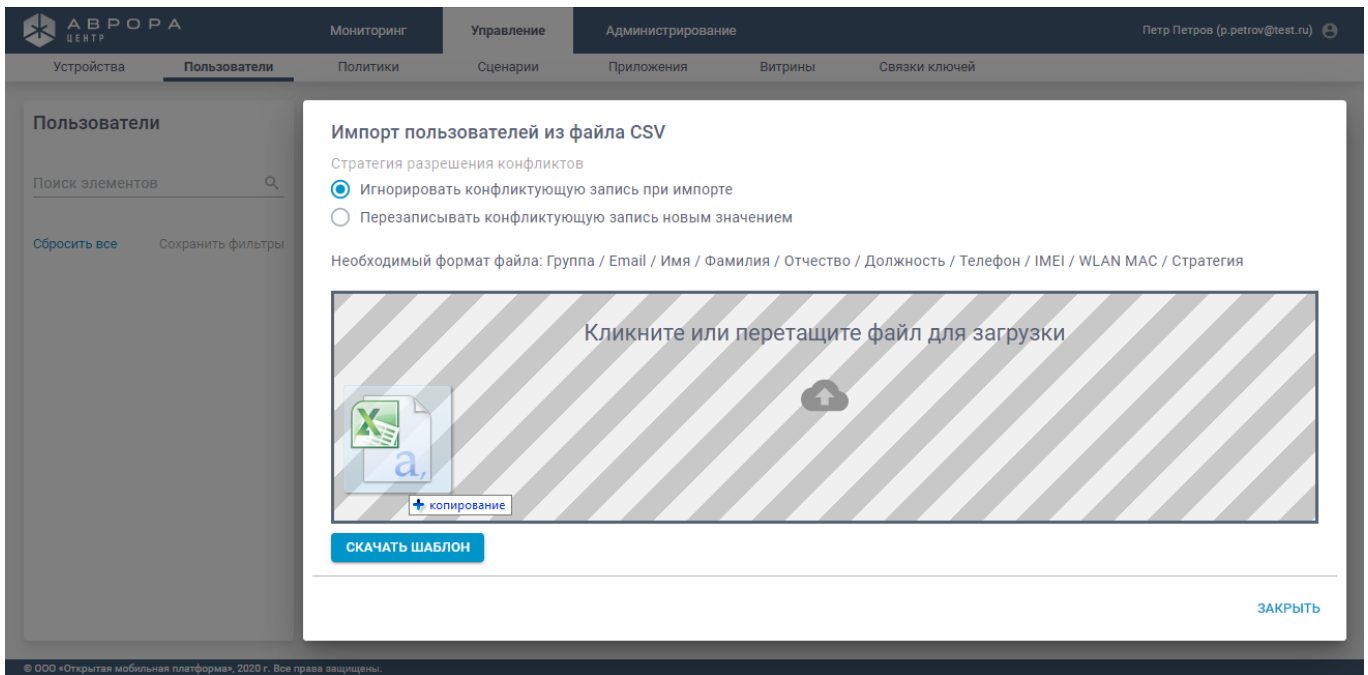 АВРОРА
ЦЕНТР
Мониторинг Управление Администрирование Петр Петров (p.petrov@test.ru)
Устройства Пользователи Политики Сценарии Приложения Витрины Связки ключей
Пользователи
Поиск элементов
Сбросить все Сохранить фильтры
Импорт пользователей из файла CSV
Стратегия разрешения конфликтов
Игнорировать конфликтующую запись при импорте
Перезаписывать конфликтующую запись новым значением
Необходимый формат файла: Группа / Email / Имя / Фамилия / Отчество / Должность / Телефон / IMEI / WLAN MAC / Стратегия
Кликните или перетащите файл для загрузки
X
a,
копирование
СКАЧАТЬ ШАБЛОН
ЗАКРЫТЬ
© ООО «Открытая мобильная платформа», 2020 г. Все права защищены.